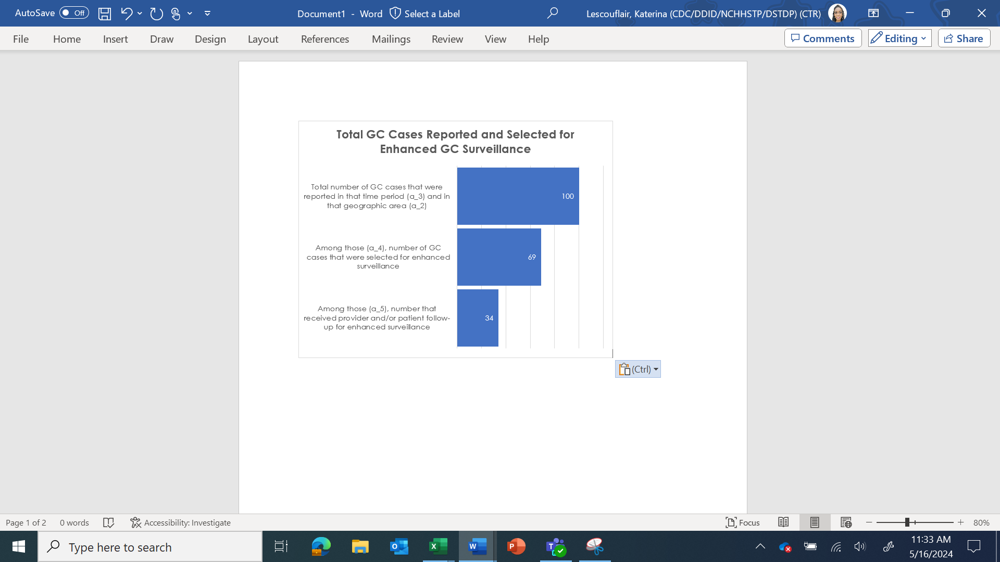 AutoSave Off
Document1 - Word
Select a Label
Lescouflair, Katerina (CDC/DDID/NCHHSTP/DSTDP) (CTR)
File Home Insert Draw Design Layout References Mailings Review View Help
Comments Editing Share
Total GC Cases Reported and Selected for
Enhanced GC Surveillance
Total number of GC cases that were
reported in that time period (a_3) and in
that geographic area (a_2)
100
Among those (a_4), number of GC
cases that were selected for enhanced
surveillance
69
Among those (a_5), number that
received provider and/or patient follow-
up for enhanced surveillance
34
(Ctrl)
Page 1 of 2 0 words Accessibility: Investigate Focus 80%
Type here to search
11:33 AM
5/16/2024